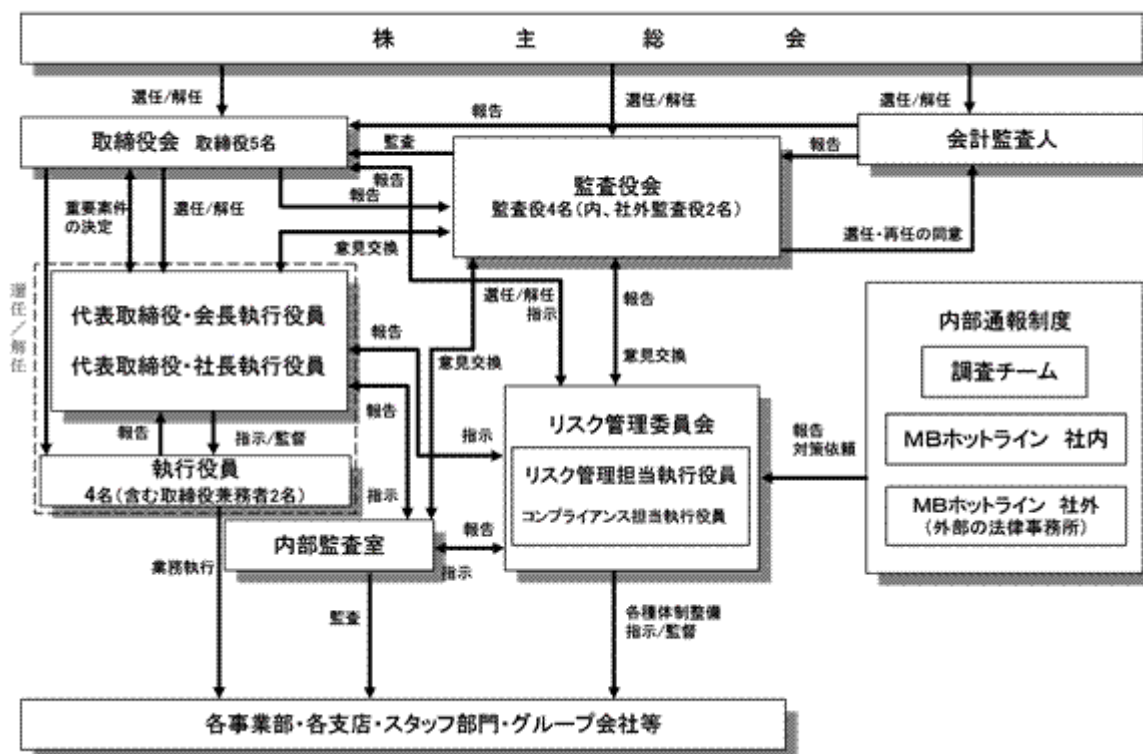 株主総会
選任/解任
選任/解任
選任/解任
報告
取締役会 取締役5名
会計監査人
監査
報告
報告
監査役会
監査役4名(内、社外監査役2名)
報告
重要案件
の決定
選任/解任
選任・再任の同意
意見交換
選任/解任
代表取締役・会長執行役員
代表取締役・社長執行役員
選任/解任
指示
報告
意見交換
意見交換
報告
報告
内部通報制度
調査チーム
MBホットライン 社内
MBホットライン 社外
(外部の法律事務所)
報告
対策依頼
リスク管理委員会
リスク管理担当執行役員
コンプライアンス担当執行役員
指示
報告
指示/監督
執行役員
4名(含む取締役兼務者2名)
指示
内部監査室
報告
指示
業務執行
監査
各種体制整備
指示/監督
各事業部・各支店・スタッフ部門・グループ会社等